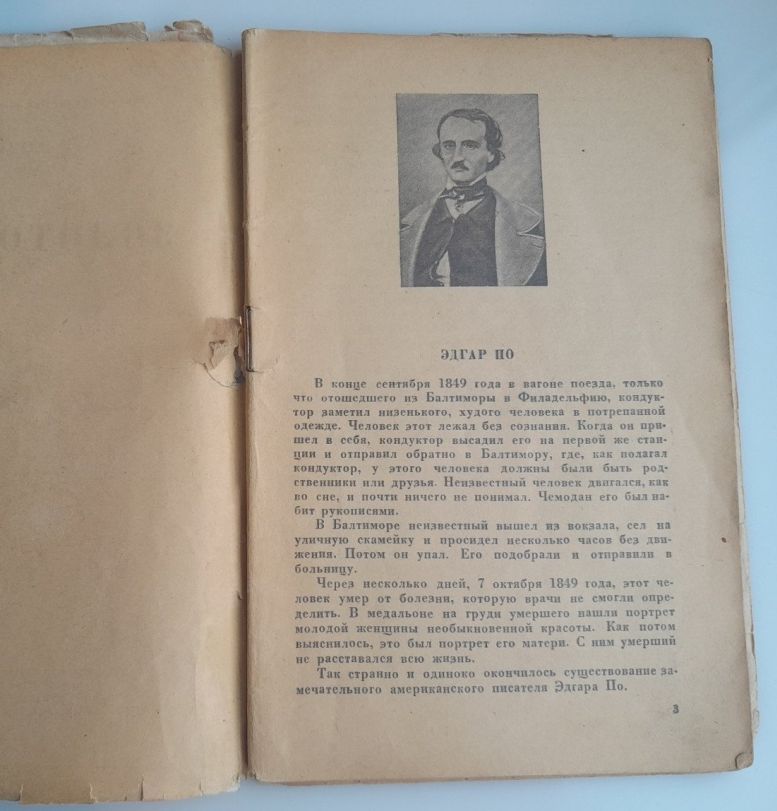 ЭДГАР ПО
В конце сентября 1849 года в вагоне поезда, только
что отошедшего из Балтиморы в Филадельфию, кондук-
тор заметил низенького, худого человека в потрепанной
одежде. Человек этот лежал без сознания. Когда он при-
шел в себя, кондуктор высадил его на первой же стан-
ции и отправил обратно в Балтимору, где, как полагал
кондуктор, у этого человека должны были быть род-
ственники или друзья. Неизвестный человек двигался, как
во сне, и почти ничего не понимал. Чемодан его был на-
бит рукописями.
В Балтиморе неизвестный вышел из вокзала, сел на
уличную скамейку и просидел несколько часов без дви-
жения. Потом он упал. Его подобрали и отправили в
больницу.
Через несколько дней, 7 октября 1849 года, этот че-
ловек умер от болезни, которую врачи не смогли опре-
делить. В медальоне на груди умершего нашли портрет
молодой женщины необыкновенной красоты. Как потом
выяснилось, это был портрет его матери. С ним умерший
не расставался всю жизнь.
Так странно и одиноко окончилось существование за-
мечательного американского писателя Эдгара По.
3